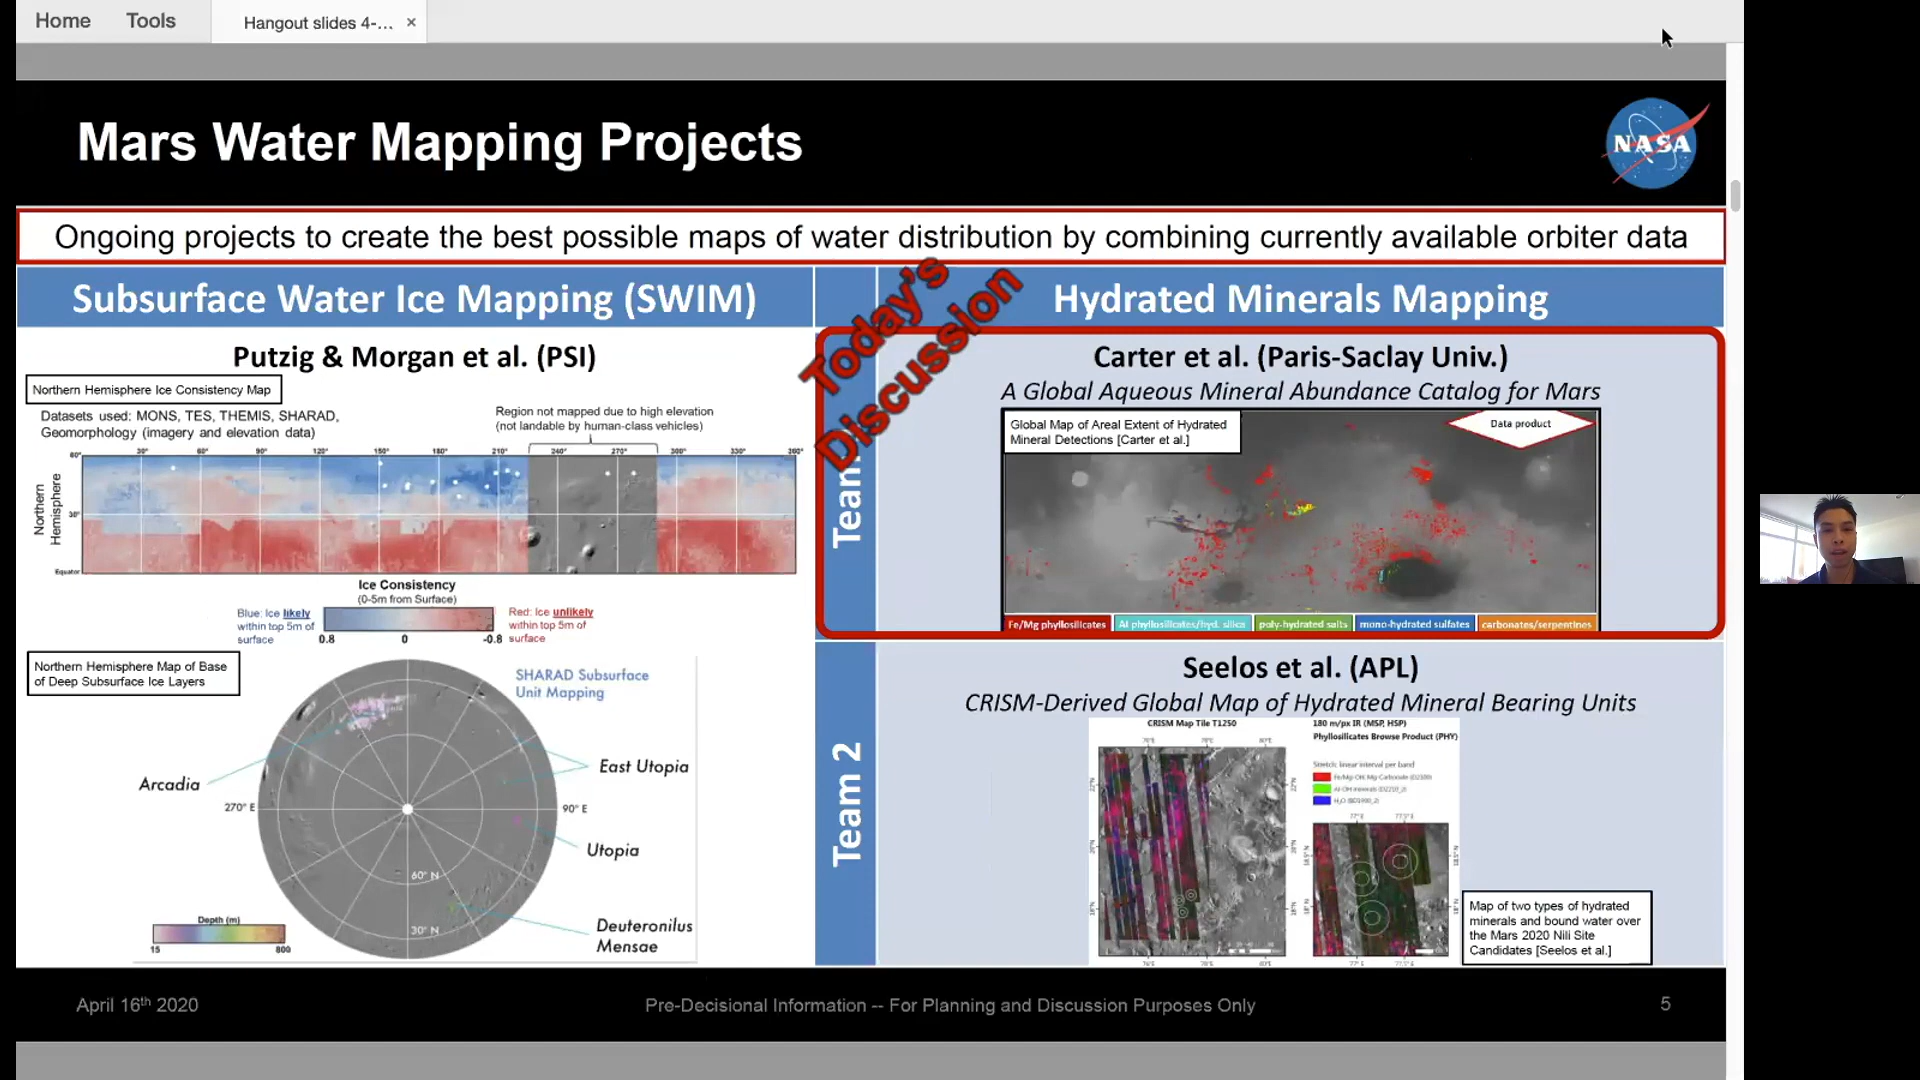 Home
Tools
Hangout slides 4-... ×
Mars Water Mapping Projects
NASA
Ongoing projects to create the best possible maps of water distribution by combining currently available orbiter data
Subsurface Water Ice Mapping (SWIM)
Putzig & Morgan et al. (PSI)
Northern Hemisphere Ice Consistency Map
Datasets used: MONS, TES, THEMIS, SHARAD,
Geomorphology (imagery and elevation data)
Region not mapped due to high elevation
(not landable by human-class vehicles)
30° 60° 90° 120° 150° 180° 210° 240° 270° 300° 330° 360°
60°
30°
Equator
Northern
Hemisphere
Ice Consistency
(0-5m from Surface)
Blue: Ice likely
within top 5m of
surface
0.8 0 -0.8
Red: Ice unlikely
within top 5m of
surface
Northern Hemisphere Map of Base
of Deep Subsurface Ice Layers
SHARAD Subsurface
Unit Mapping
Arcadia
East Utopia
270° E
90° E
Utopia
60° N
30° N
Deuteronilus
Mensae
Depth (m)
15 800
Today's
Discussion
Hydrated Minerals Mapping
Team
Carter et al. (Paris-Saclay Univ.)
A Global Aqueous Mineral Abundance Catalog for Mars
Global Map of Areal Extent of Hydrated
Mineral Detections [Carter et al.]
Data product
Fe/Mg phyllosilicates
Al phyllosilicates/hyd. silica
poly-hydrated salts
mono-hydrated sulfates
carbonates/serpentines
Team 2
Seelos et al. (APL)
CRISM-Derived Global Map of Hydrated Mineral Bearing Units
CRISM Map Tile T1250
180 m/px IR (MSP, HSP)
Phyllosilicates Browse Product (PHY)
Stretch: linear interval per band
Map of two types of hydrated
minerals and bound water over
the Mars 2020 Nili Site
Candidates [Seelos et al.]
April 16th 2020
Pre-Decisional Information -- For Planning and Discussion Purposes Only
5